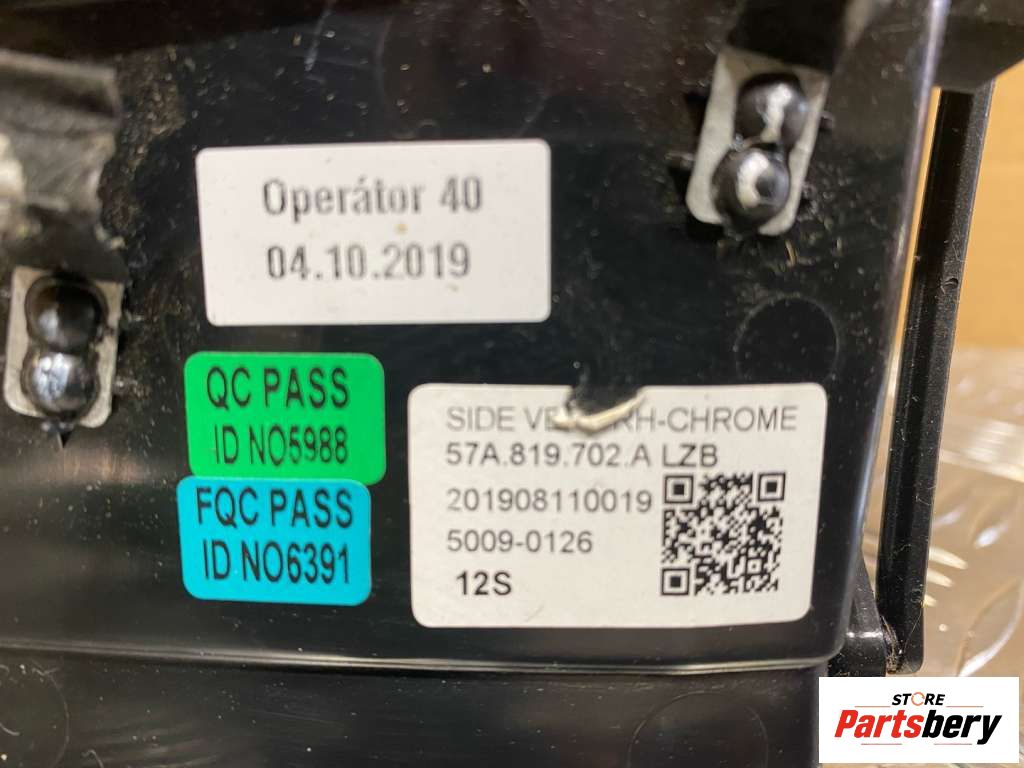 Operátor 40
04.10.2019
QC PASS
ID NO5988
FQC PASS
ID NO6391
SIDE RH-CHROME
57A.819.702.A LZB
201908110019
5009-0126
12S
STORE
Partsbery